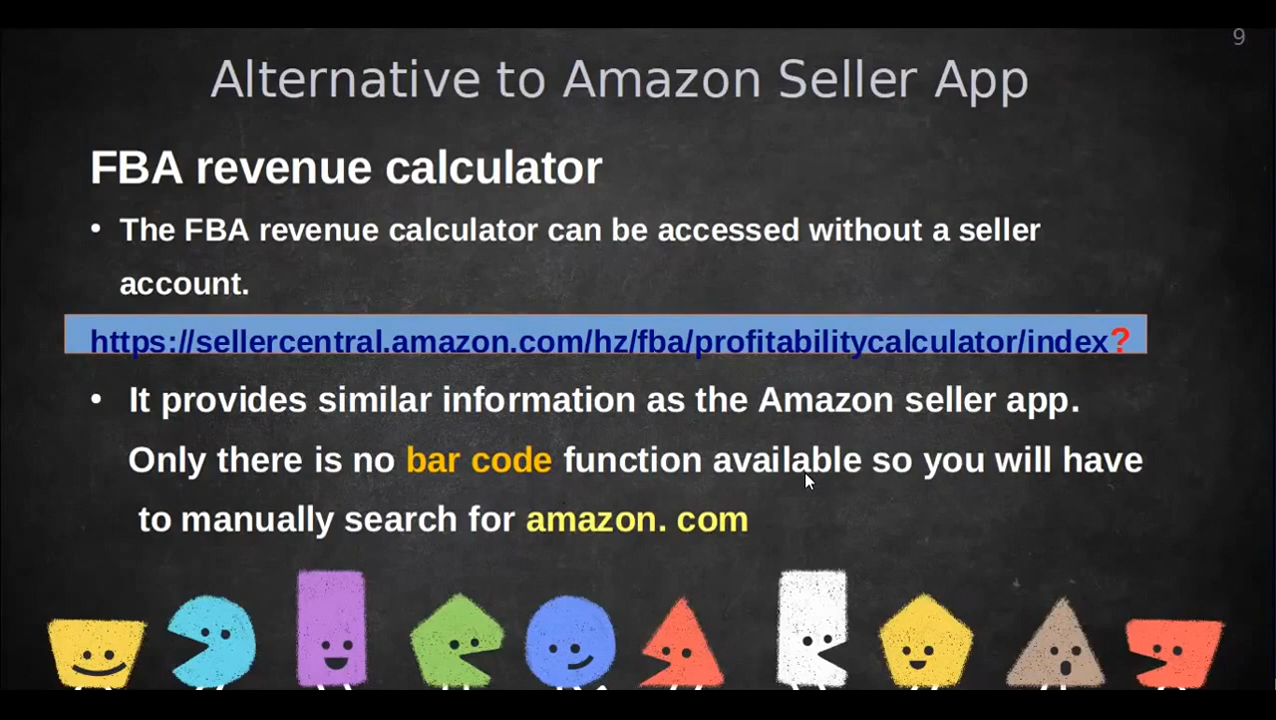 9
Alternative to Amazon Seller App
FBA revenue calculator
• The FBA revenue calculator can be accessed without a seller
account.
https://sellercentral.amazon.com/hz/fba/profitabilitycalculator/index?
• It provides similar information as the Amazon seller app.
Only there is no bar code function available so you will have
to manually search for amazon. com